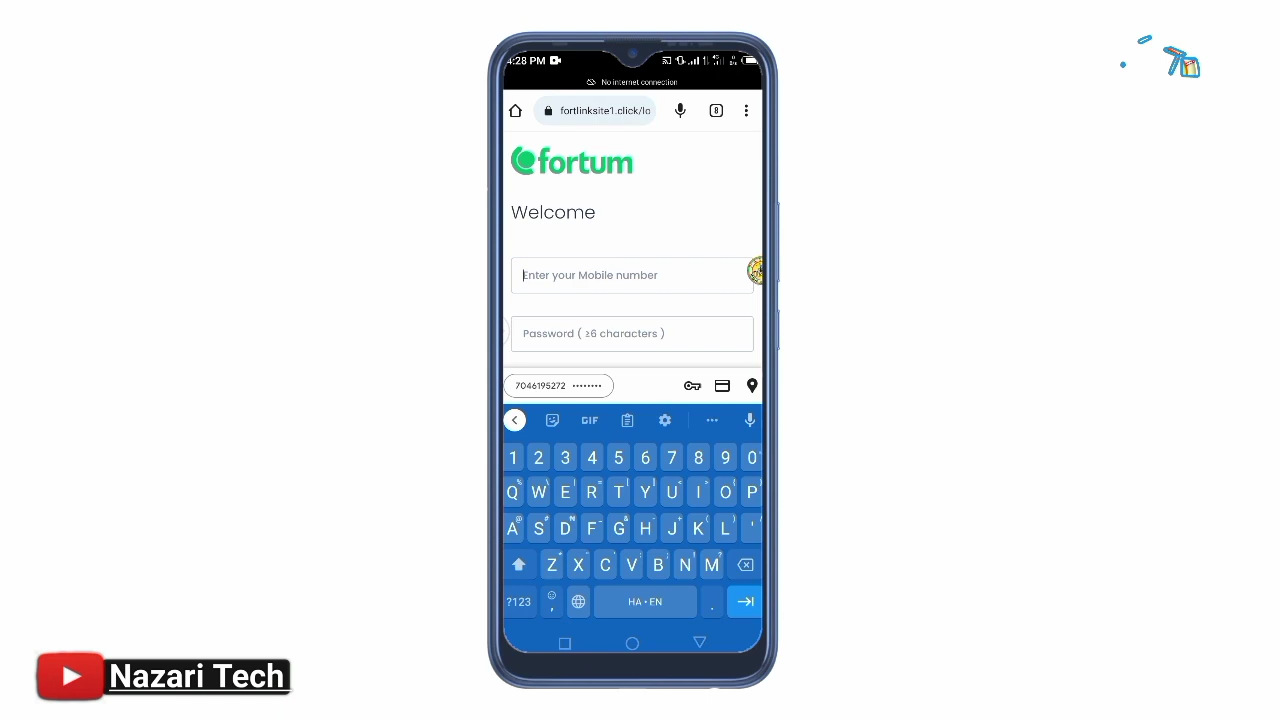 4:28 PM
No internet connection
fortlinksite1.click/lo
8
fortum
Welcome
Enter your Mobile number
Password ( ≥6 characters )
7046195272 ••••••••
GIF
1 2 3 4 5 6 7 8 9 0
Q W E R T Y U I O P
A S D F G H J K L '
Z X C V B N M
?123 , HA • EN .
Nazari Tech